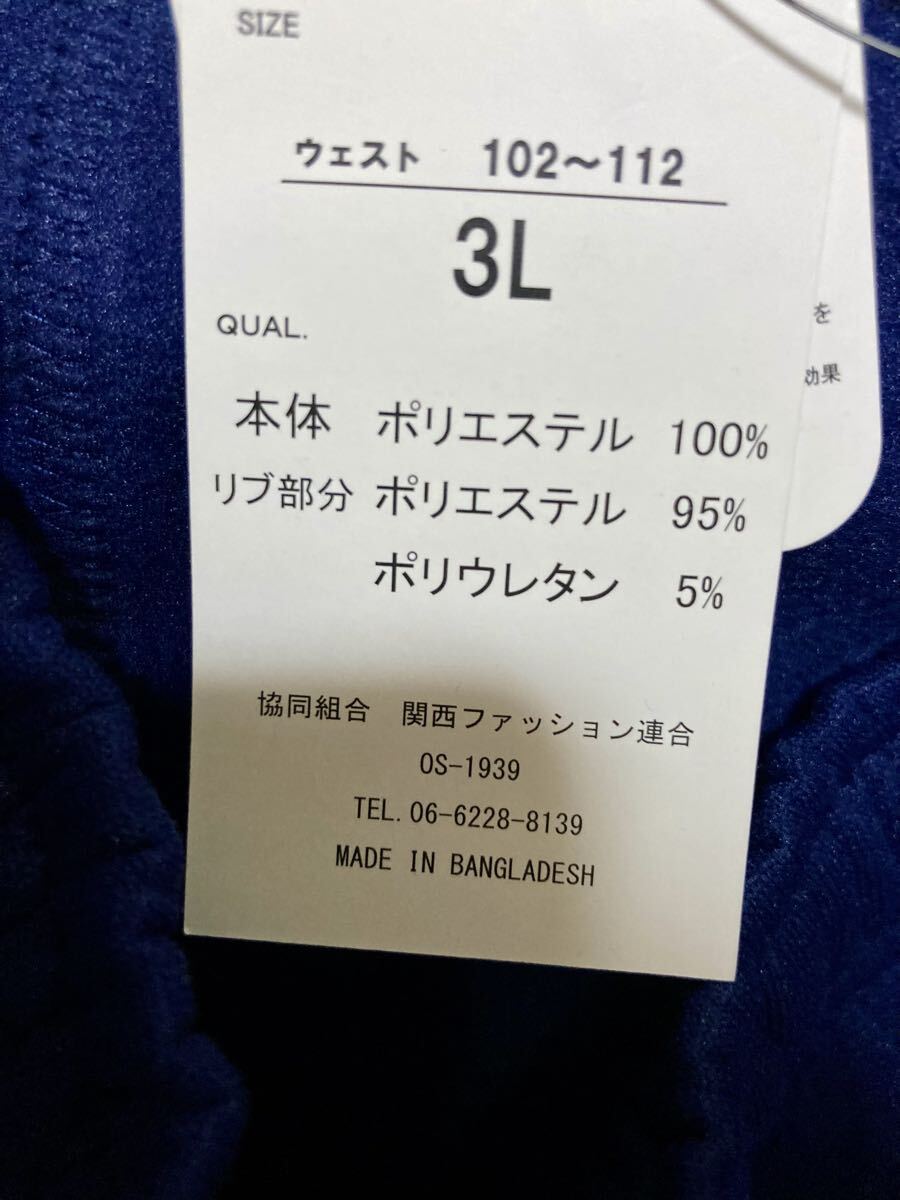 SIZE
ウェスト 102～112
3L
QUAL.
本体 ポリエステル 100%
リブ部分 ポリエステル 95%
ポリウレタン 5%
協同組合 関西ファッション連合
OS-1939
TEL.06-6228-8139
MADE IN BANGLADESH
を
効果